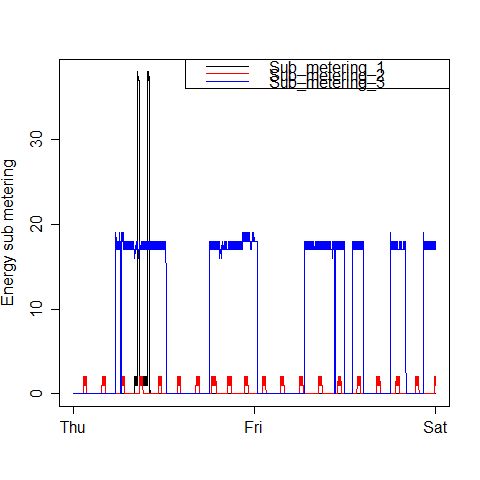 Sub_metering_1
Sub_metering_2
Sub_metering_3
Energy sub metering
30
20
10
0
Thu Fri Sat